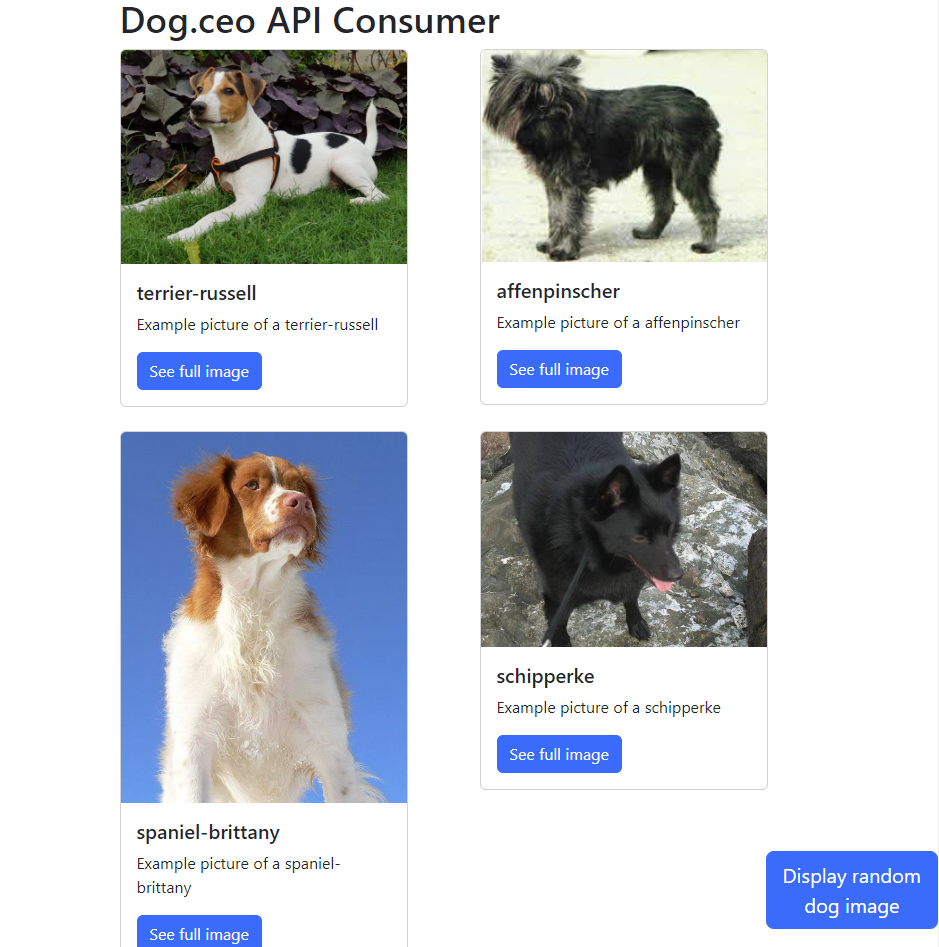 Dog.ceo API Consumer
terrier-russell
Example picture of a terrier-russell
See full image
affenpinscher
Example picture of a affenpinscher
See full image
spaniel-brittany
Example picture of a spaniel-
brittany
See full image
schipperke
Example picture of a schipperke
See full image
Display random
dog image